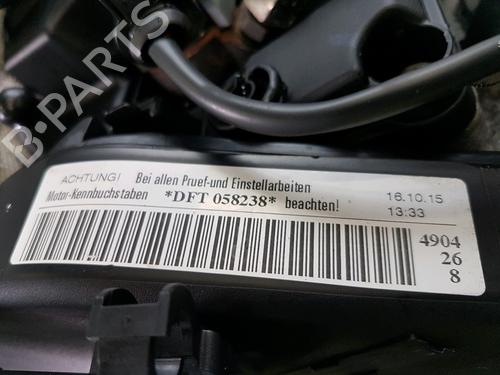 B-PARTS
ACHTUNG! Bei allen Pruef-und Einstellarbeiten
Motor-Kennbuchstaben *DFT 058238* beachten!
16.10.15
13:33
4904
26
8